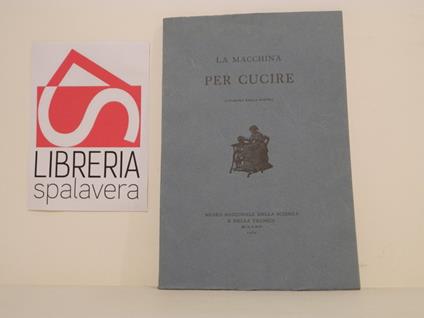 LIBRERIA
spalavera
LA MACCHINA
PER CUCIRE
MUSEO NAZIONALE DELLA SCIENZA
E DELLA TECNICA
MILANO